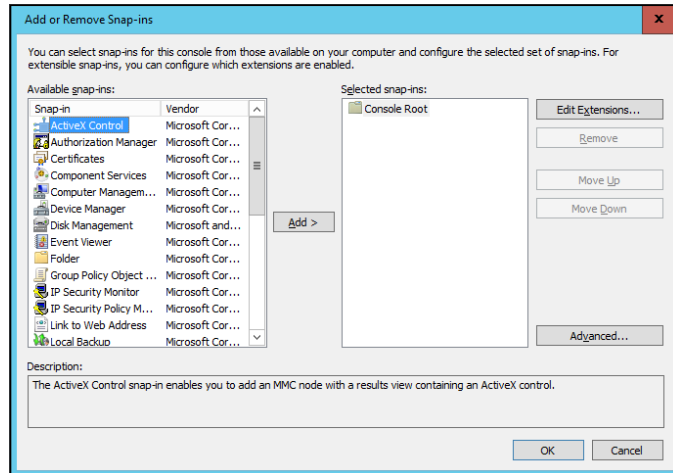 Add or Remove Snap-ins
x
You can select snap-ins for this console from those available on your computer and configure the selected set of snap-ins. For
extensible snap-ins, you can configure which extensions are enabled.
Available snap-ins:
Selected snap-ins:
Snap-in Vendor
ActiveX Control Microsoft Cor...
Authorization Manager Microsoft Cor...
Certificates Microsoft Cor...
Component Services Microsoft Cor...
Computer Managem... Microsoft Cor...
Device Manager Microsoft Cor...
Disk Management Microsoft and...
Event Viewer Microsoft Cor...
Folder Microsoft Cor...
Group Policy Object ... Microsoft Cor...
IP Security Monitor Microsoft Cor...
IP Security Policy M... Microsoft Cor...
Link to Web Address Microsoft Cor...
Local Backup Microsoft Cor...
Add >
Console Root
Edit Extensions...
Remove
Move Up
Move Down
Advanced...
Description:
The ActiveX Control snap-in enables you to add an MMC node with a results view containing an ActiveX control.
OK Cancel